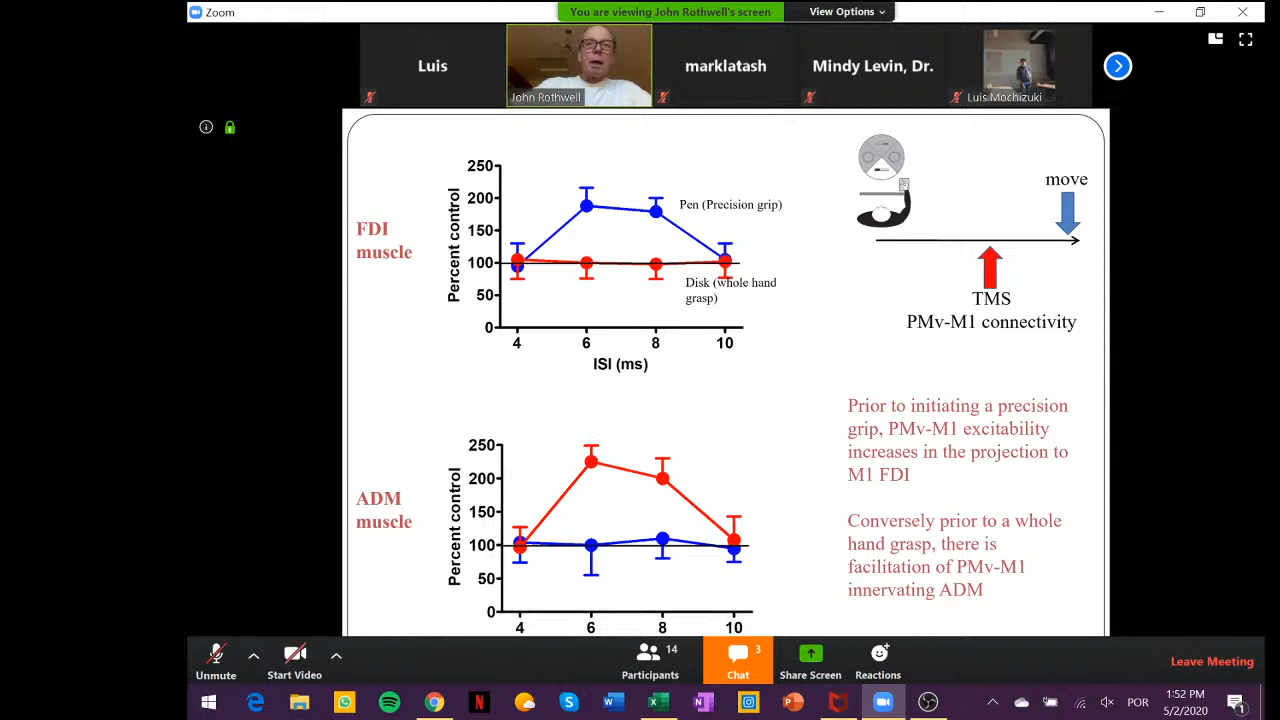 Zoom
You are viewing John Rothwell's screen
View Options
Luis
John Rothwell
marklatash
Mindy Levin, Dr.
Luis Mochizuki
FDI
muscle
Percent control
250
200
150
100
50
0
4 6 8 10
ISI (ms)
Pen (Precision grip)
Disk (whole hand
grasp)
move
TMS
PMv-M1 connectivity
ADM
muscle
Percent control
250
200
150
100
50
0
4 6 8 10
Prior to initiating a precision
grip, PMv-M1 excitability
increases in the projection to
M1 FDI
Conversely prior to a whole
hand grasp, there is
facilitation of PMv-M1
innervating ADM
Unmute
Start Video
14
Participants
3
Chat
Share Screen
Reactions
Leave Meeting
POR
1:52 PM
5/2/2020
1